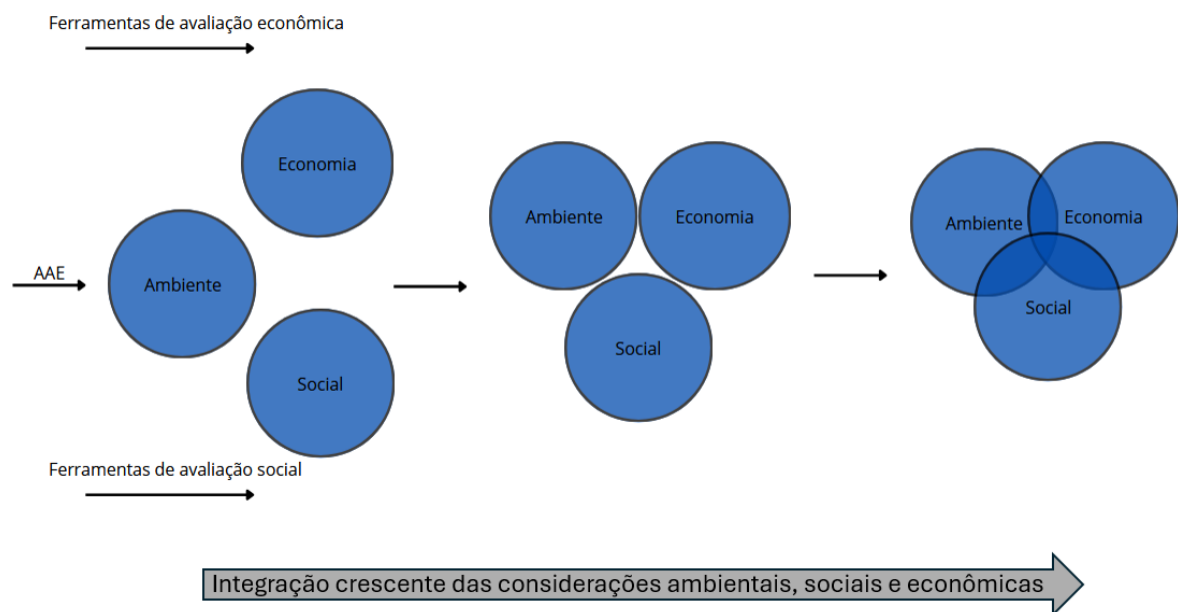 Ferramentas de avaliação econômica
Economia
AAE
Ambiente
Social
Ferramentas de avaliação social
Ambiente
Economia
Social
Ambiente
Economia
Social
Integração crescente das considerações ambientais, sociais e econômicas